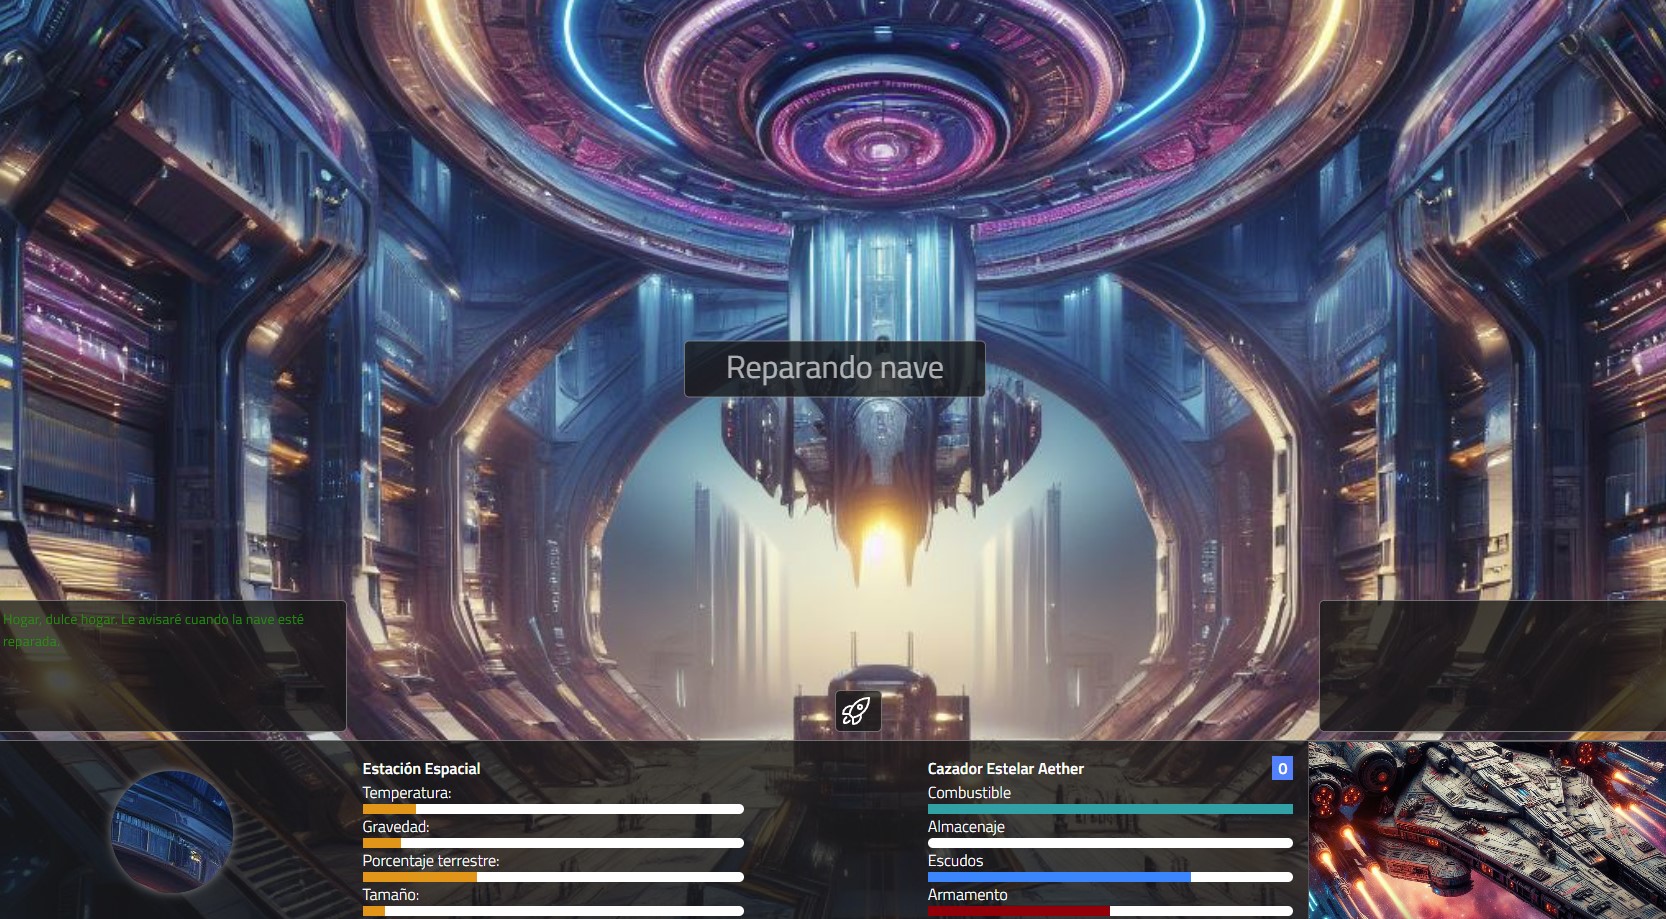 Reparando nave
Hogar, dulce hogar. Le avisaré cuando la nave esté
reparada.
Estación Espacial
Temperatura:
Gravedad:
Porcentaje terrestre:
Tamaño:
Cazador Estelar Aether
0
Combustible
Almacenaje
Escudos
Armamento